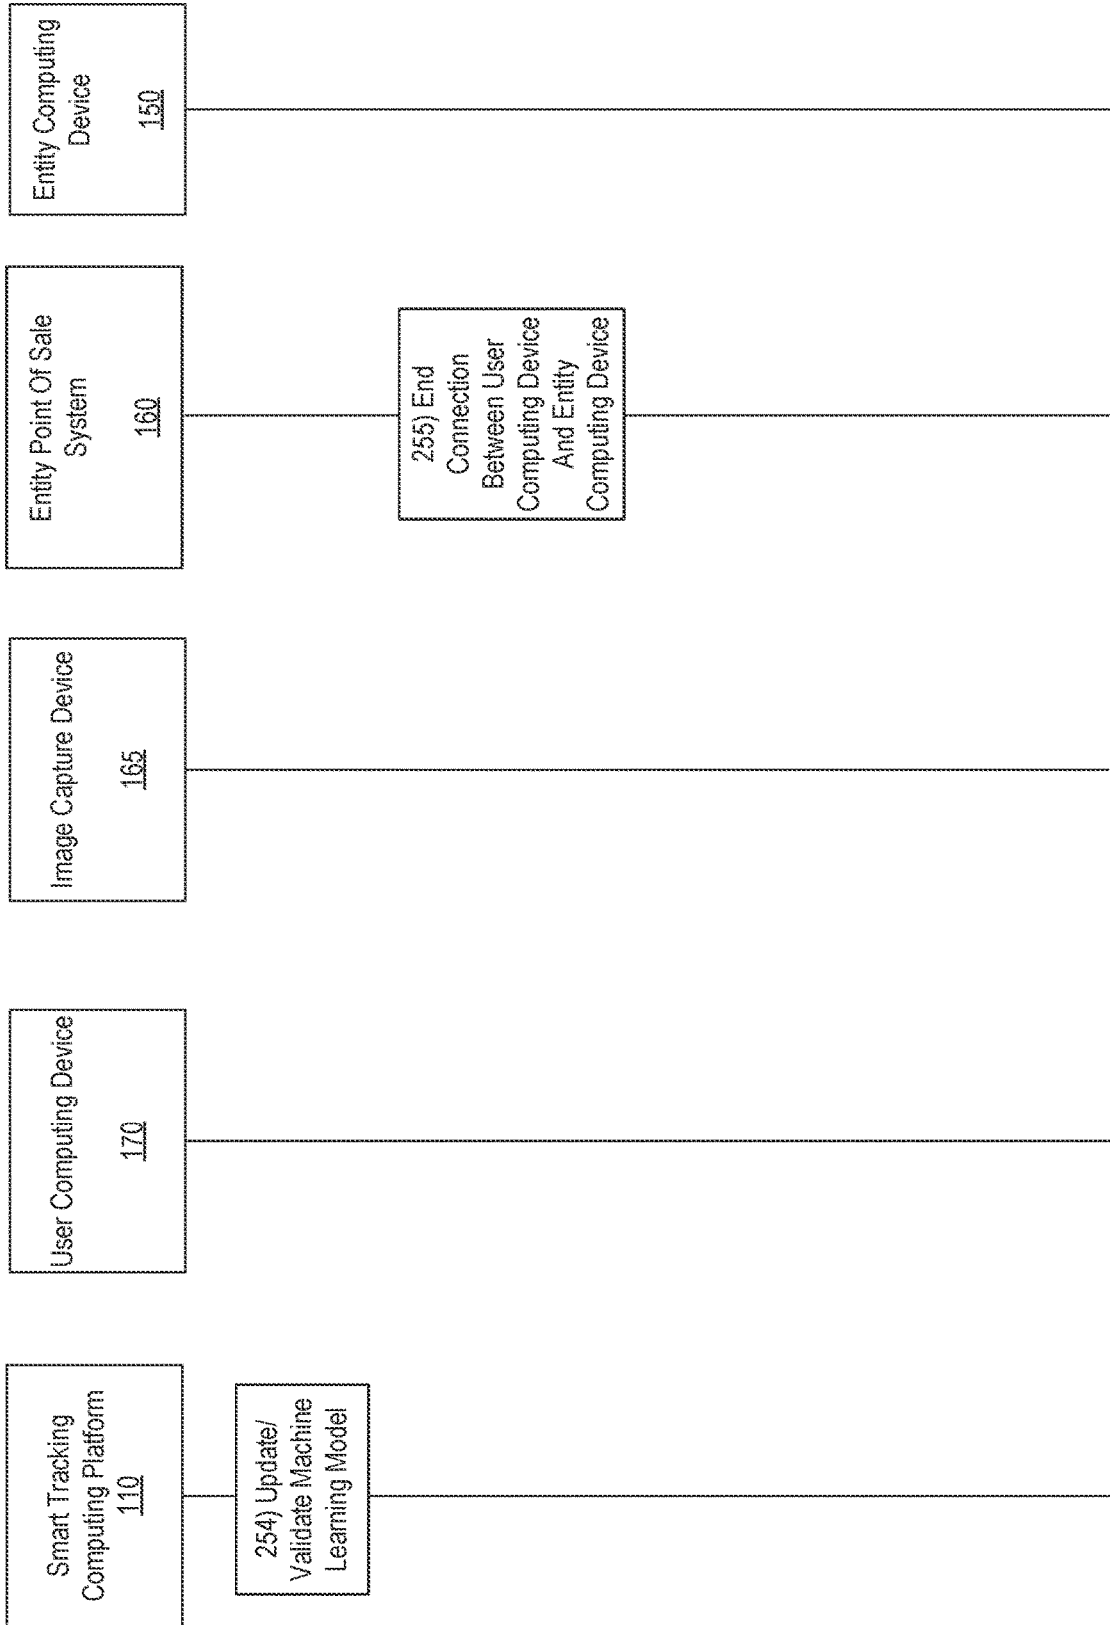 Smart Tracking
Computing Platform
110
User Computing Device
170
Image Capture Device
165
Entity Point Of Sale
System
160
Entity Computing
Device
150
254) Update/
Validate Machine
Learning Model
255) End
Connection
Between User
Computing Device
And Entity
Computing Device